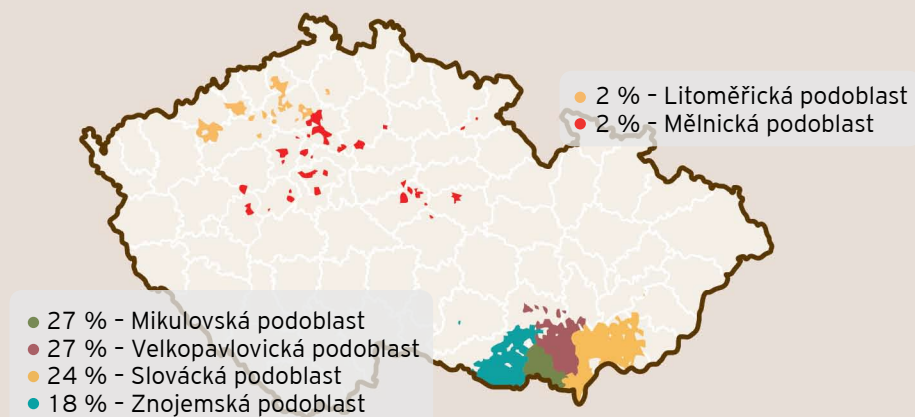 2 % – Litoměřická podoblast
2 % – Mělnická podoblast
27 % – Mikulovská podoblast
27 % – Velkopavlovická podoblast
24 % – Slovácká podoblast
18 % – Znojemská podoblast